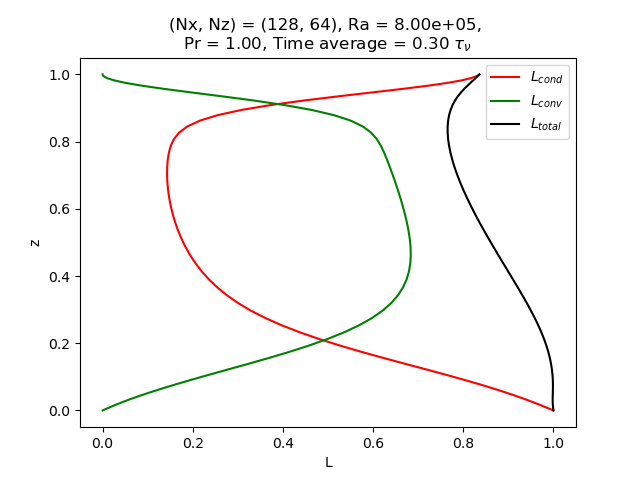 (Nx, Nz) = (128, 64), Ra = 8.00e+05,
Pr = 1.00, Time average = 0.30 τ_ν
1.0
0.8
0.6
0.4
0.2
0.0
z
0.0 0.2 0.4 0.6 0.8 1.0
L
L_cond
L_conv
L_total